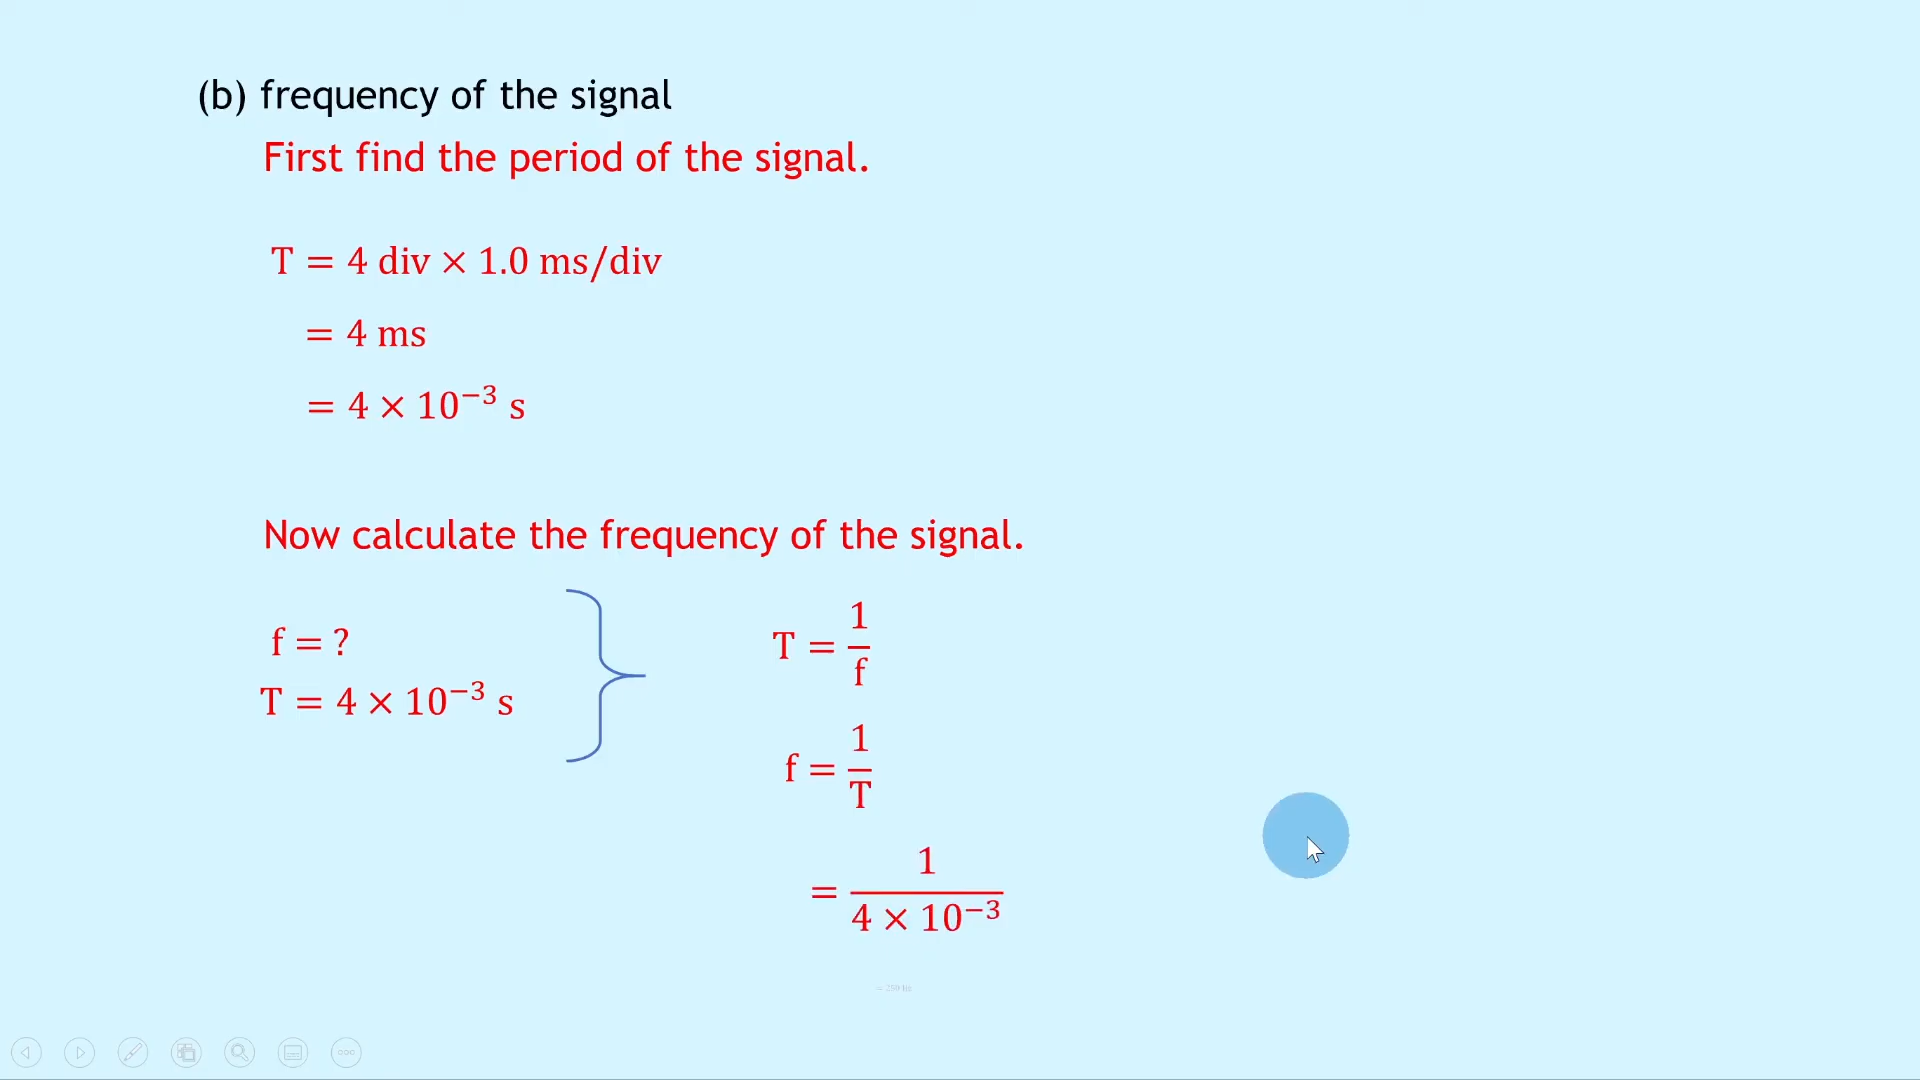 (b) frequency of the signal
First find the period of the signal.
T = 4 div × 1.0 ms/div
= 4 ms
= 4 × 10⁻³ s
Now calculate the frequency of the signal.
f = ?
T = 4 × 10⁻³ s
T = 1/f
f = 1/T
= 1/(4 × 10⁻³)
= 250 Hz